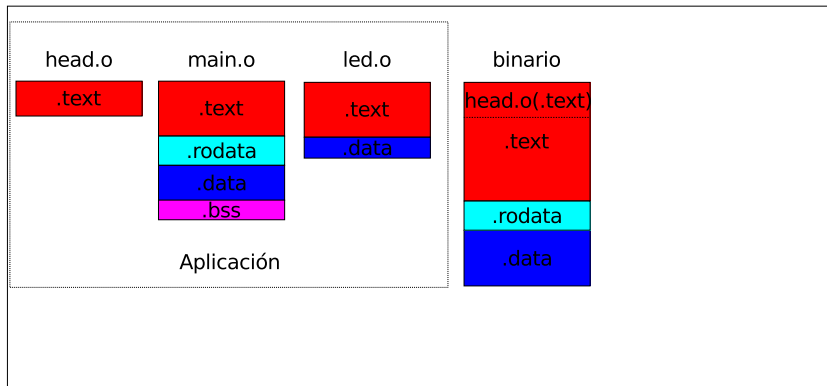 head.o
.text
main.o
.text
.rodata
.data
.bss
led.o
.text
.data
Aplicación
binario
head.o(.text)
.text
.rodata
.data